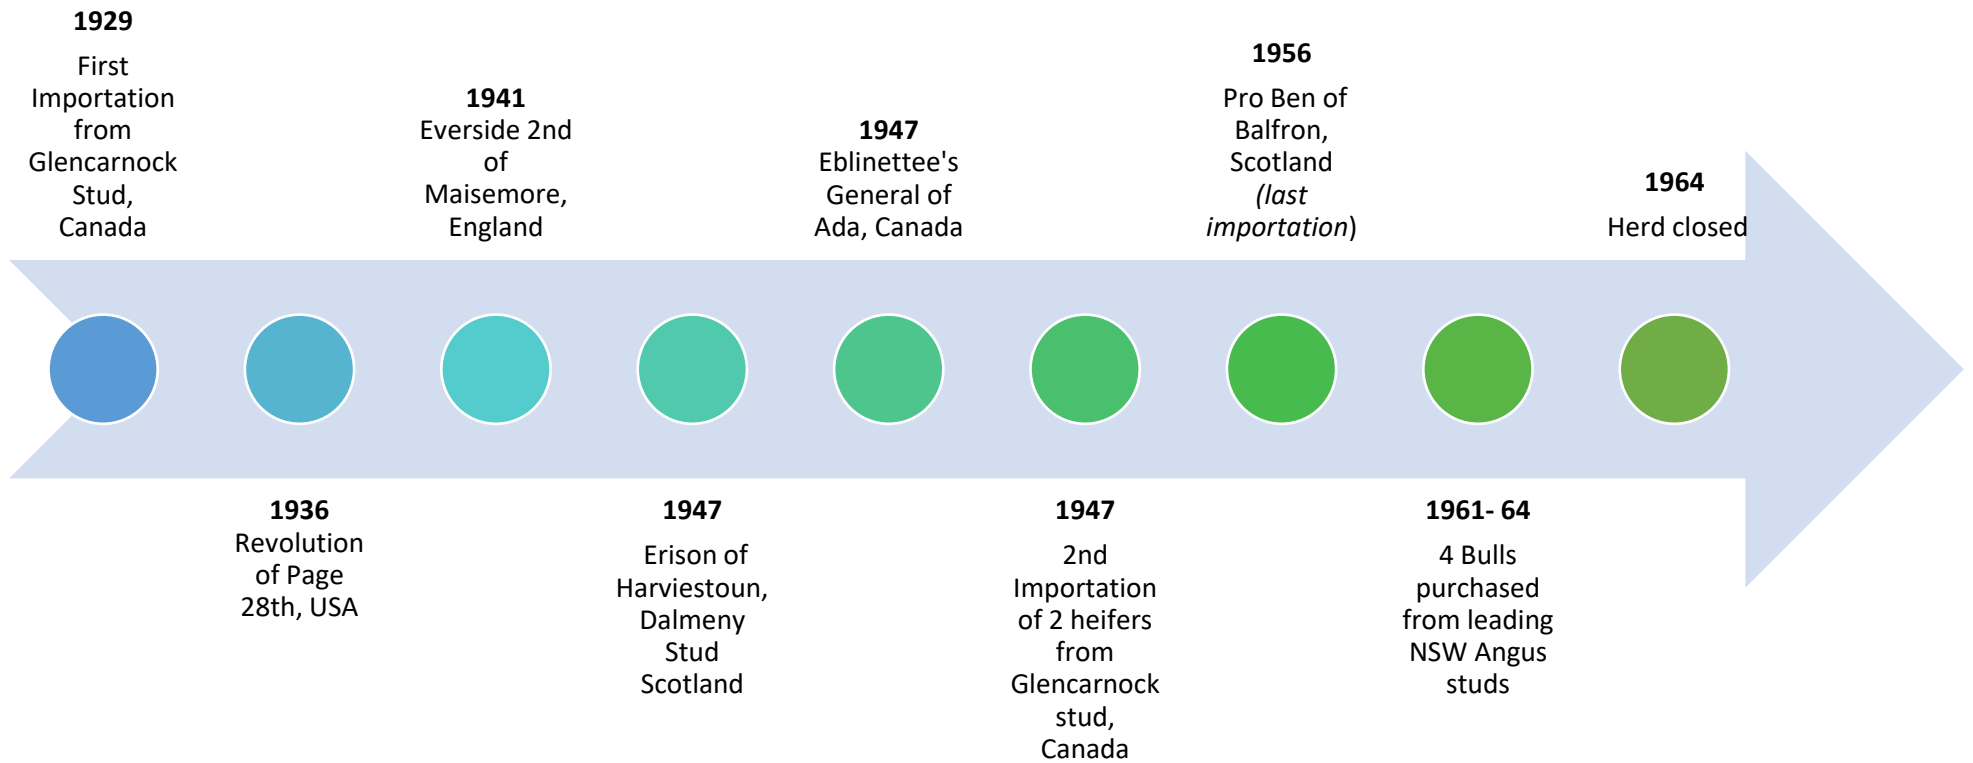 1929
First
Importation
from
Glencarnock
Stud,
Canada
1936
Revolution
of Page
28th, USA
1941
Everside 2nd
of
Maisemore,
England
1947
Erison of
Harviestoun,
Dalmeny
Stud
Scotland
1947
Eblinettee's
General of
Ada, Canada
1947
2nd
Importation
of 2 heifers
from
Glencarnock
stud,
Canada
1956
Pro Ben of
Balfron,
Scotland
(last
importation)
1961- 64
4 Bulls
purchased
from leading
NSW Angus
studs
1964
Herd closed